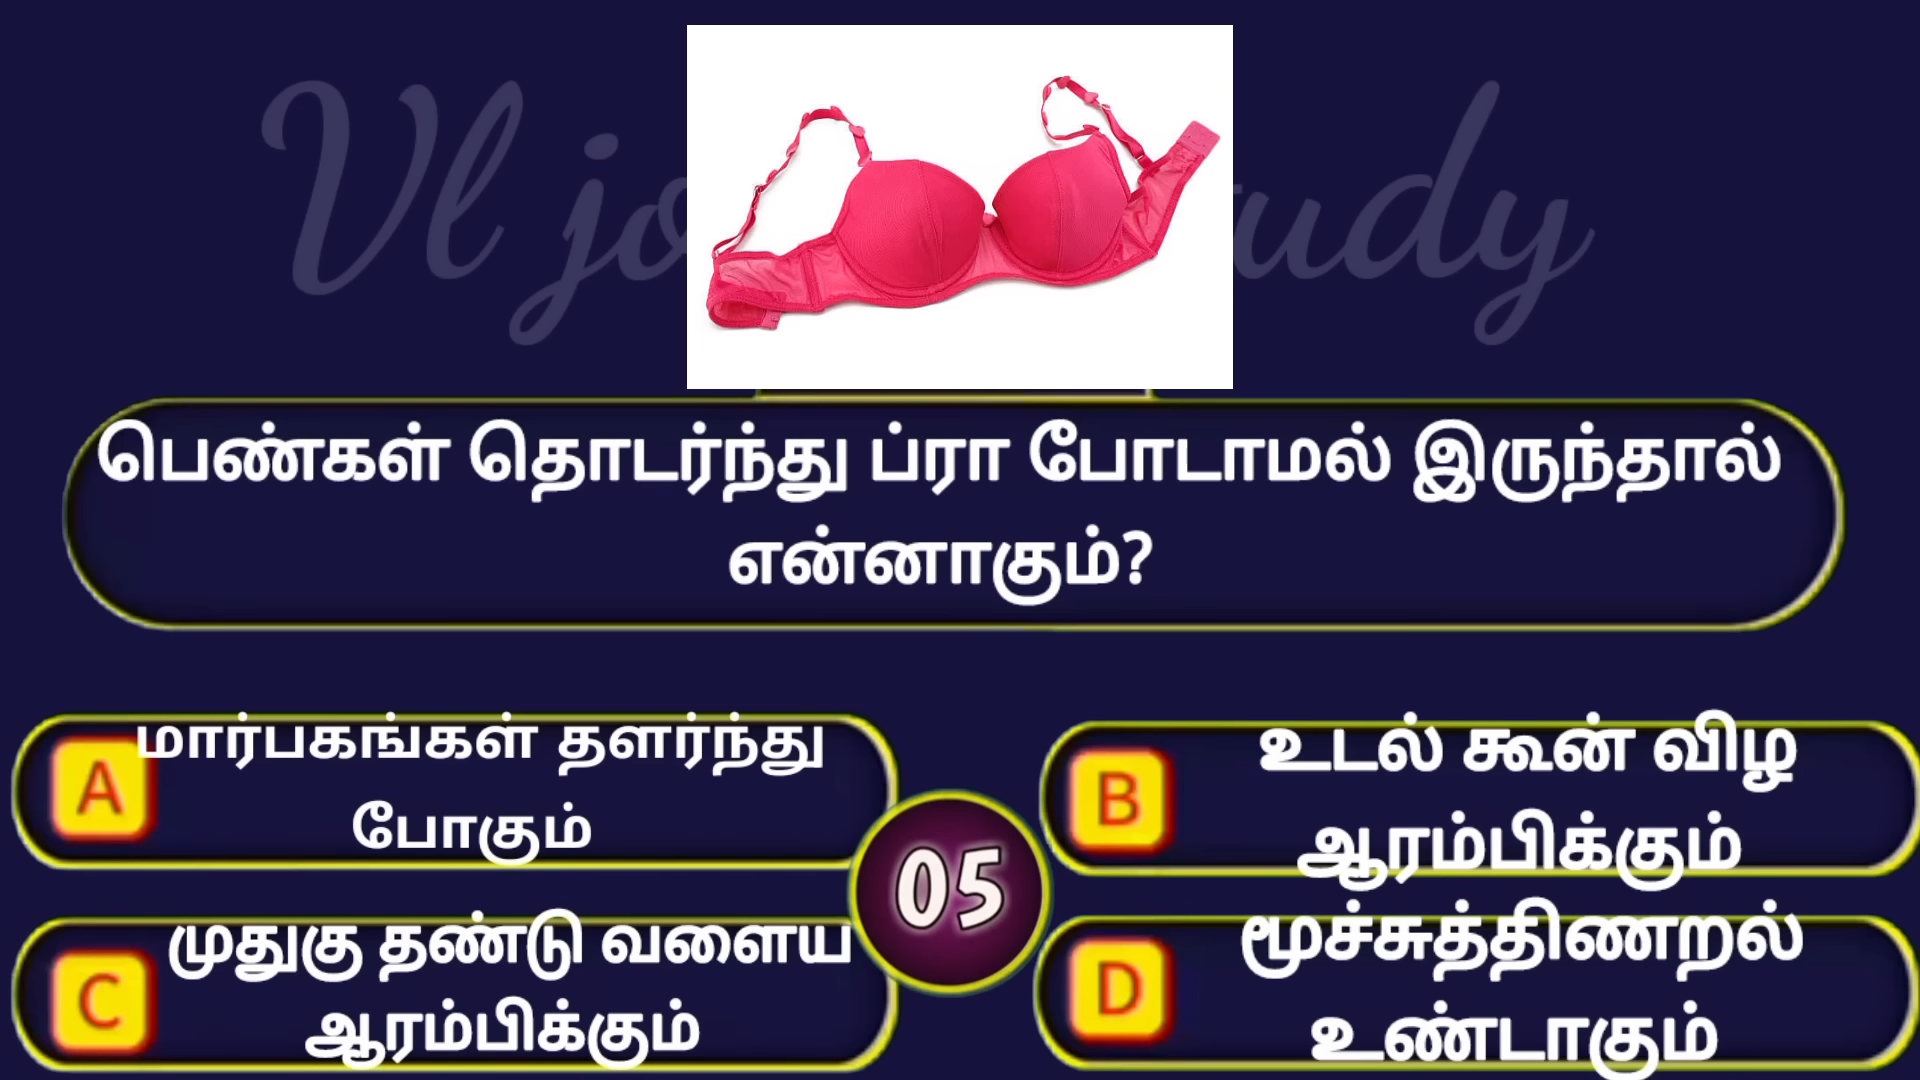 Vl jo
udy
பெண்கள் தொடர்ந்து ப்ரா போடாமல் இருந்தால்
என்னாகும்?
A
மார்பகங்கள் தளர்ந்து
போகும்
B
உடல் கூன் விழ
ஆரம்பிக்கும்
05
C
முதுகு தண்டு வளைய
ஆரம்பிக்கும்
D
மூச்சுத்திணறல்
உண்டாகும்